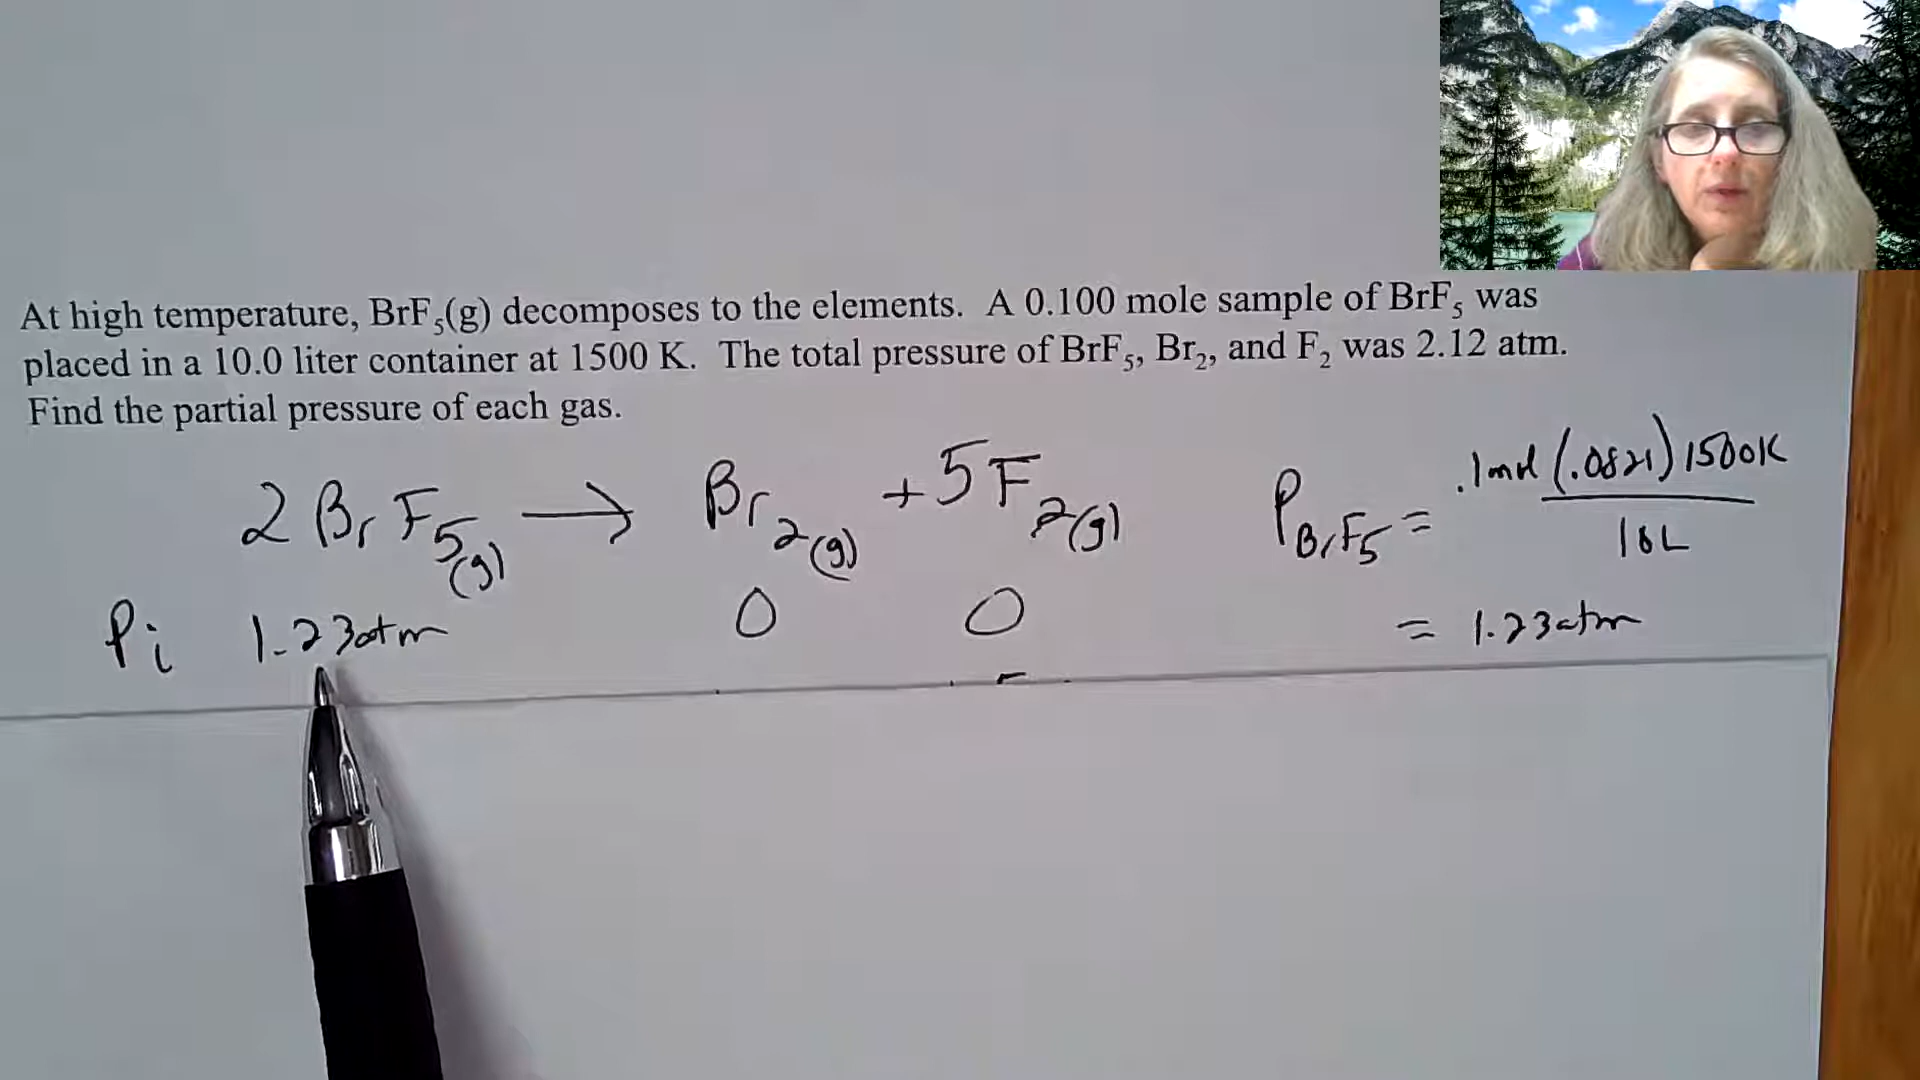 At high temperature, BrF₅(g) decomposes to the elements. A 0.100 mole sample of BrF₅ was
placed in a 10.0 liter container at 1500 K. The total pressure of BrF₅, Br₂, and F₂ was 2.12 atm.
Find the partial pressure of each gas.
2 BrF₅(g) → Br₂(g) + 5 F₂(g)
Pi 1.23atm 0 0
P BrF₅ = .1mol (.0821) 1500K
10L
= 1.23atm